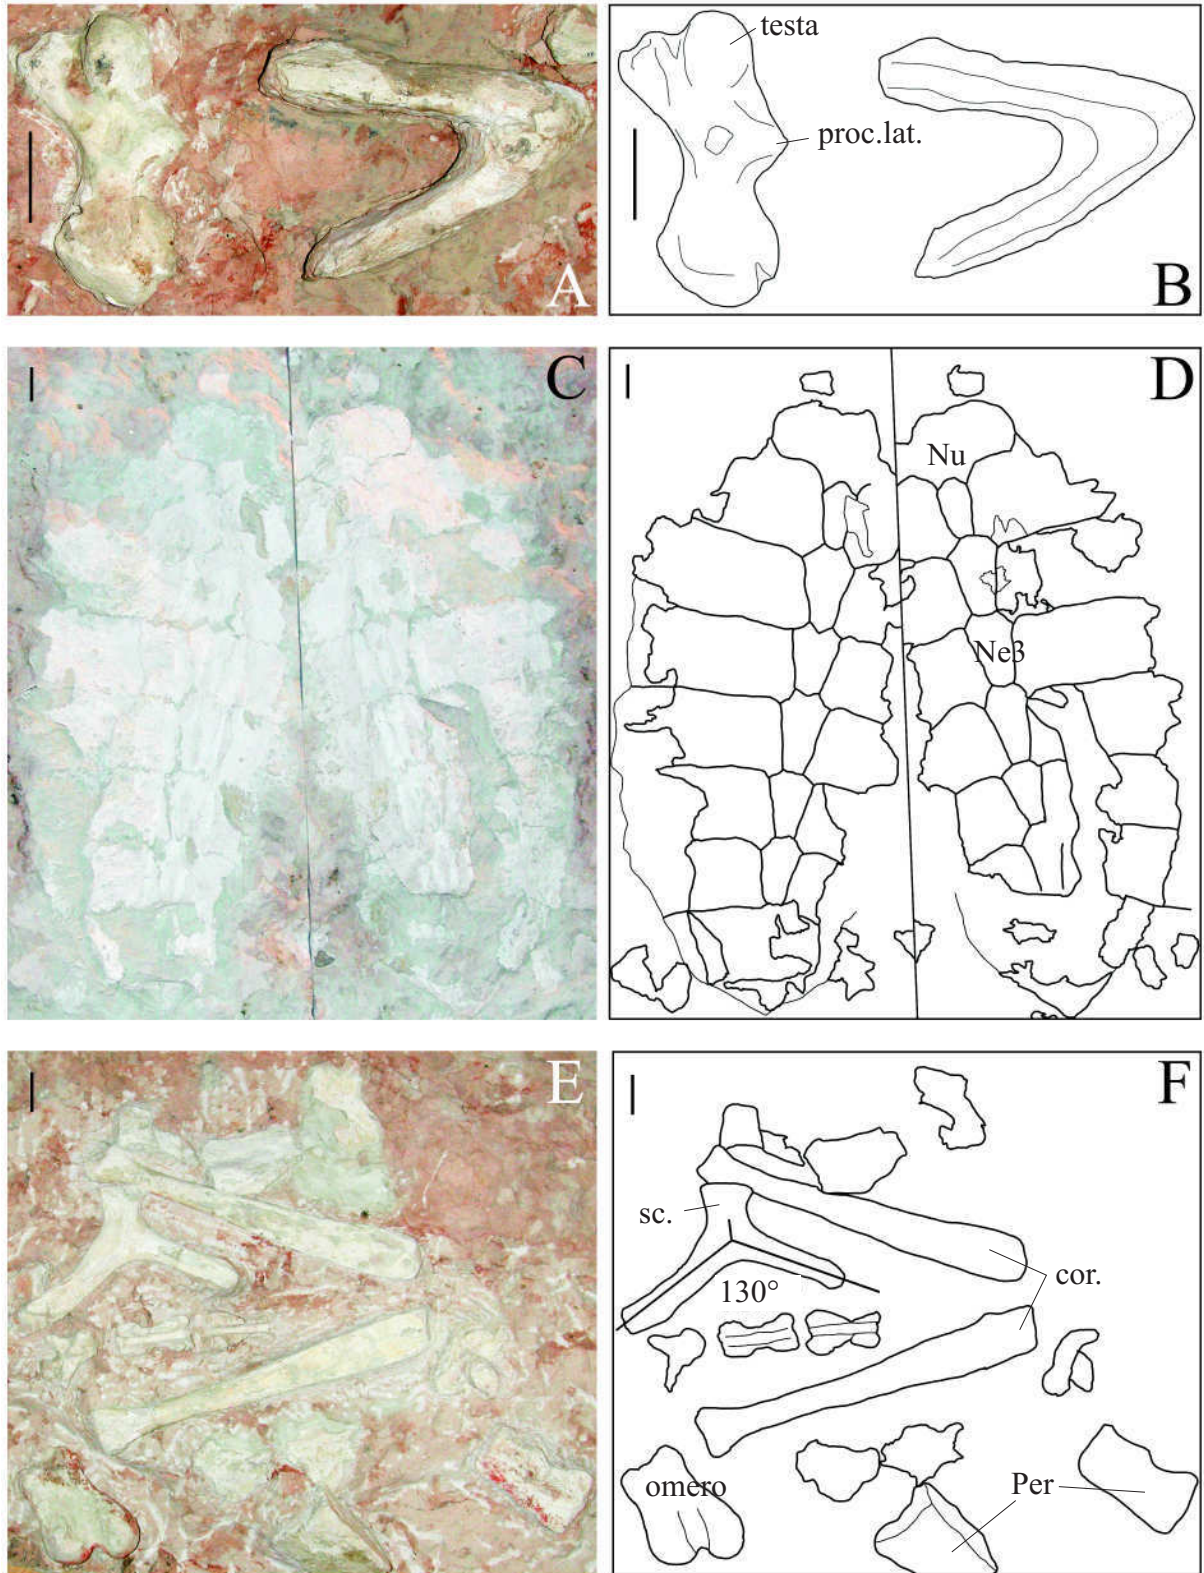 A
testa
proc.lat.
B
C
D
Nu
Ne3
E
F
sc.
cor.
130°
omero
Per